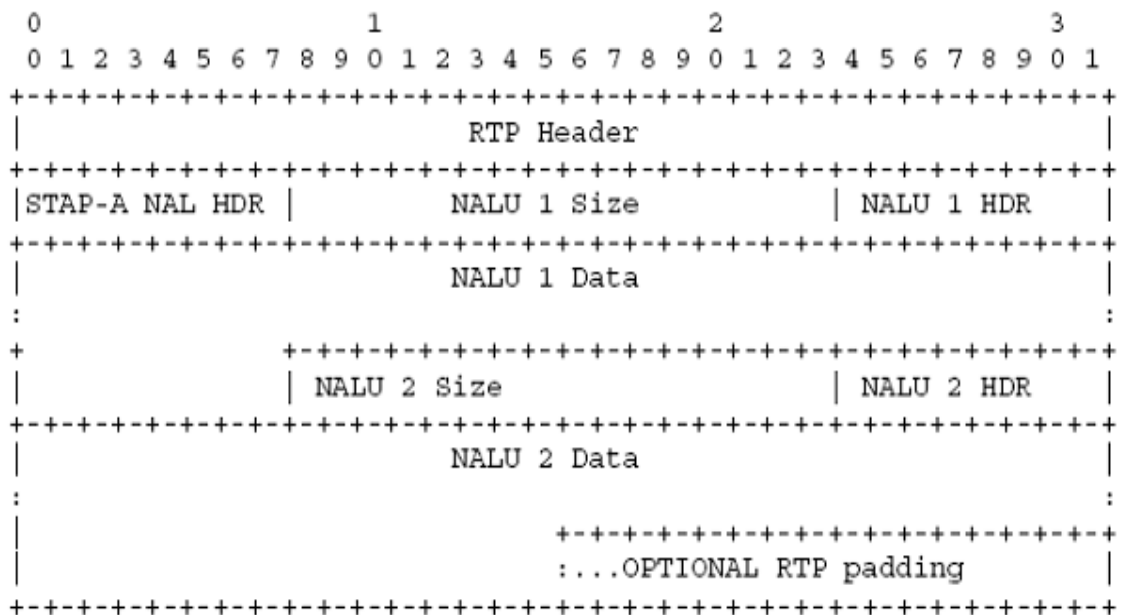 0                   1                   2                   3
 0 1 2 3 4 5 6 7 8 9 0 1 2 3 4 5 6 7 8 9 0 1 2 3 4 5 6 7 8 9 0 1
+-+-+-+-+-+-+-+-+-+-+-+-+-+-+-+-+-+-+-+-+-+-+-+-+-+-+-+-+-+-+-+-+
|                          RTP Header                           |
+-+-+-+-+-+-+-+-+-+-+-+-+-+-+-+-+-+-+-+-+-+-+-+-+-+-+-+-+-+-+-+-+
|STAP-A NAL HDR |         NALU 1 Size           | NALU 1 HDR    |
+-+-+-+-+-+-+-+-+-+-+-+-+-+-+-+-+-+-+-+-+-+-+-+-+-+-+-+-+-+-+-+-+
|                         NALU 1 Data                           |
:                                                               :
+               +-+-+-+-+-+-+-+-+-+-+-+-+-+-+-+-+-+-+-+-+-+-+-+-+
|               | NALU 2 Size                   | NALU 2 HDR    |
+-+-+-+-+-+-+-+-+-+-+-+-+-+-+-+-+-+-+-+-+-+-+-+-+-+-+-+-+-+-+-+-+
|                         NALU 2 Data                           |
:                                                               :
|                               +-+-+-+-+-+-+-+-+-+-+-+-+-+-+-+-+
|                               :...OPTIONAL RTP padding        |
+-+-+-+-+-+-+-+-+-+-+-+-+-+-+-+-+-+-+-+-+-+-+-+-+-+-+-+-+-+-+-+-+